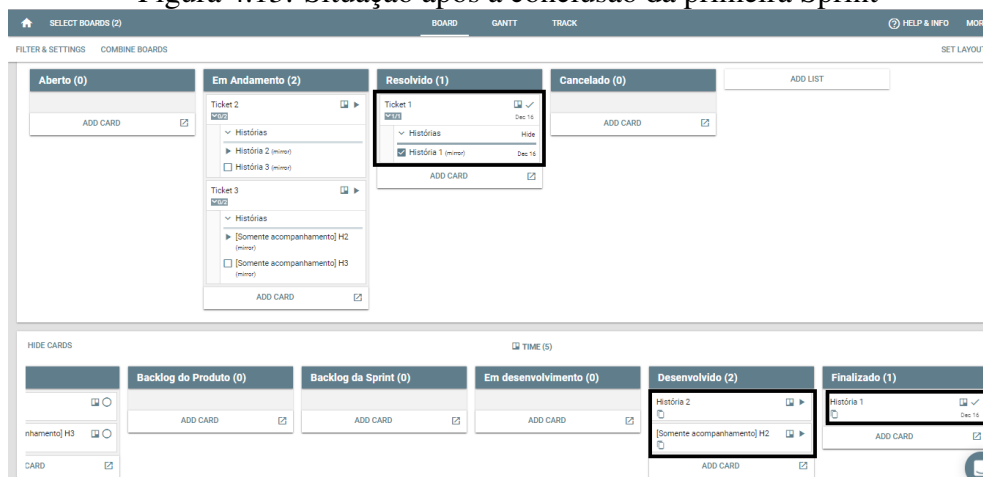 Figura 4.15: Situação após a conclusão da primeira Sprint
SELECT BOARDS (2) BOARD GANTT TRACK HELP & INFO MOR
FILTER & SETTINGS COMBINE BOARDS SET LAYOUT
Aberto (0)
ADD CARD
Em Andamento (2)
Ticket 2
0/2
Histórias
História 2 (mirror)
História 3 (mirror)
Ticket 3
0/2
Histórias
[Somente acompanhamento] H2
(mirror)
[Somente acompanhamento] H3
(mirror)
ADD CARD
Resolvido (1)
Ticket 1
1/1 Dec 16
Histórias Hide
História 1 (mirror) Dec 16
ADD CARD
Cancelado (0)
ADD CARD
ADD LIST
HIDE CARDS TIME (5)
nhamento] H3
CARD
Backlog do Produto (0)
ADD CARD
Backlog da Sprint (0)
ADD CARD
Em desenvolvimento (0)
ADD CARD
Desenvolvido (2)
História 2
[Somente acompanhamento] H2
ADD CARD
Finalizado (1)
História 1
Dec 16
ADD CARD